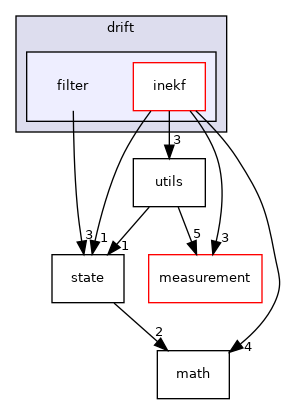 drift
filter
inekf
3
utils
3
1
1
5
3
state
measurement
2
4
math